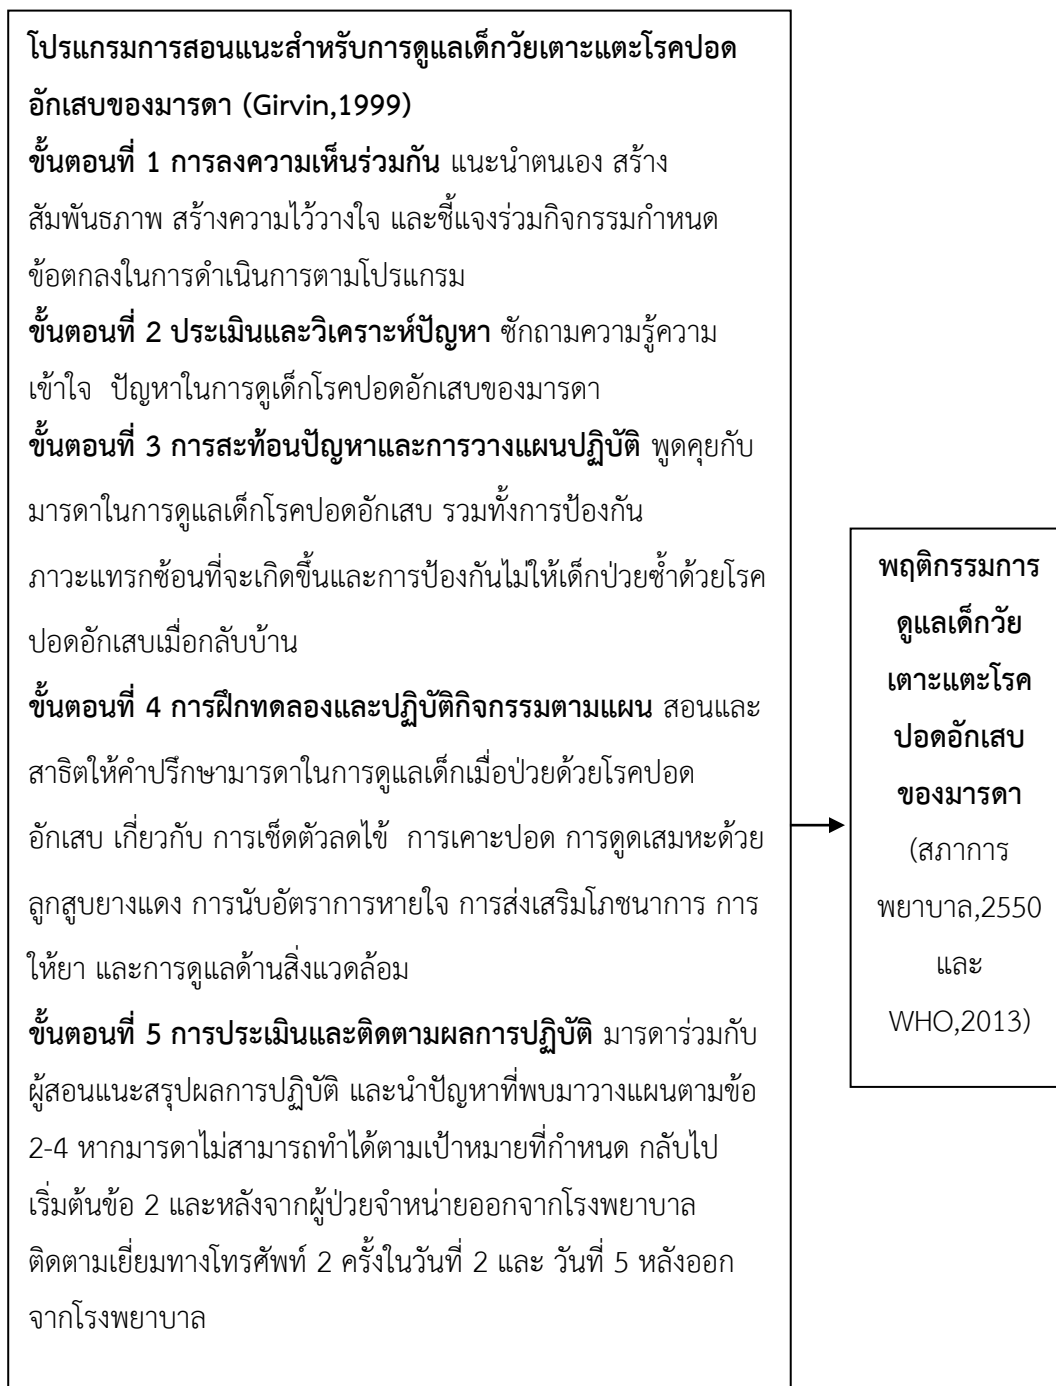 โปรแกรมการสอนแนะสำหรับการดูแลเด็กวัยเตาะแตะโรคปอด
อักเสบของมารดา (Girvin,1999)
ขั้นตอนที่ 1 การลงความเห็นร่วมกัน แนะนำตนเอง สร้าง
สัมพันธภาพ สร้างความไว้วางใจ และชี้แจงร่วมกิจกรรมกำหนด
ข้อตกลงในการดำเนินการตามโปรแกรม
ขั้นตอนที่ 2 ประเมินและวิเคราะห์ปัญหา ซักถามความรู้ความ
เข้าใจ ปัญหาในการดูเด็กโรคปอดอักเสบของมารดา
ขั้นตอนที่ 3 การสะท้อนปัญหาและการวางแผนปฏิบัติ พูดคุยกับ
มารดาในการดูแลเด็กโรคปอดอักเสบ รวมทั้งการป้องกัน
ภาวะแทรกซ้อนที่จะเกิดขึ้นและการป้องกันไม่ให้เด็กป่วยซ้ำด้วยโรค
ปอดอักเสบเมื่อกลับบ้าน
ขั้นตอนที่ 4 การฝึกทดลองและปฏิบัติกิจกรรมตามแผน สอนและ
สาธิตให้คำปรึกษามารดาในการดูแลเด็กเมื่อป่วยด้วยโรคปอด
อักเสบ เกี่ยวกับ การเช็ดตัวลดไข้ การเคาะปอด การดูดเสมหะด้วย
ลูกสูบยางแดง การนับอัตราการหายใจ การส่งเสริมโภชนาการ การ
ให้ยา และการดูแลด้านสิ่งแวดล้อม
ขั้นตอนที่ 5 การประเมินและติดตามผลการปฏิบัติ มารดาร่วมกับ
ผู้สอนแนะสรุปผลการปฏิบัติ และนำปัญหาที่พบมาวางแผนตามข้อ
2-4 หากมารดาไม่สามารถทำได้ตามเป้าหมายที่กำหนด กลับไป
เริ่มต้นข้อ 2 และหลังจากผู้ป่วยจำหน่ายออกจากโรงพยาบาล
ติดตามเยี่ยมทางโทรศัพท์ 2 ครั้งในวันที่ 2 และ วันที่ 5 หลังออก
จากโรงพยาบาล
พฤติกรรมการ
ดูแลเด็กวัย
เตาะแตะโรค
ปอดอักเสบ
ของมารดา
(สภาการ
พยาบาล,2550
และ
WHO,2013)